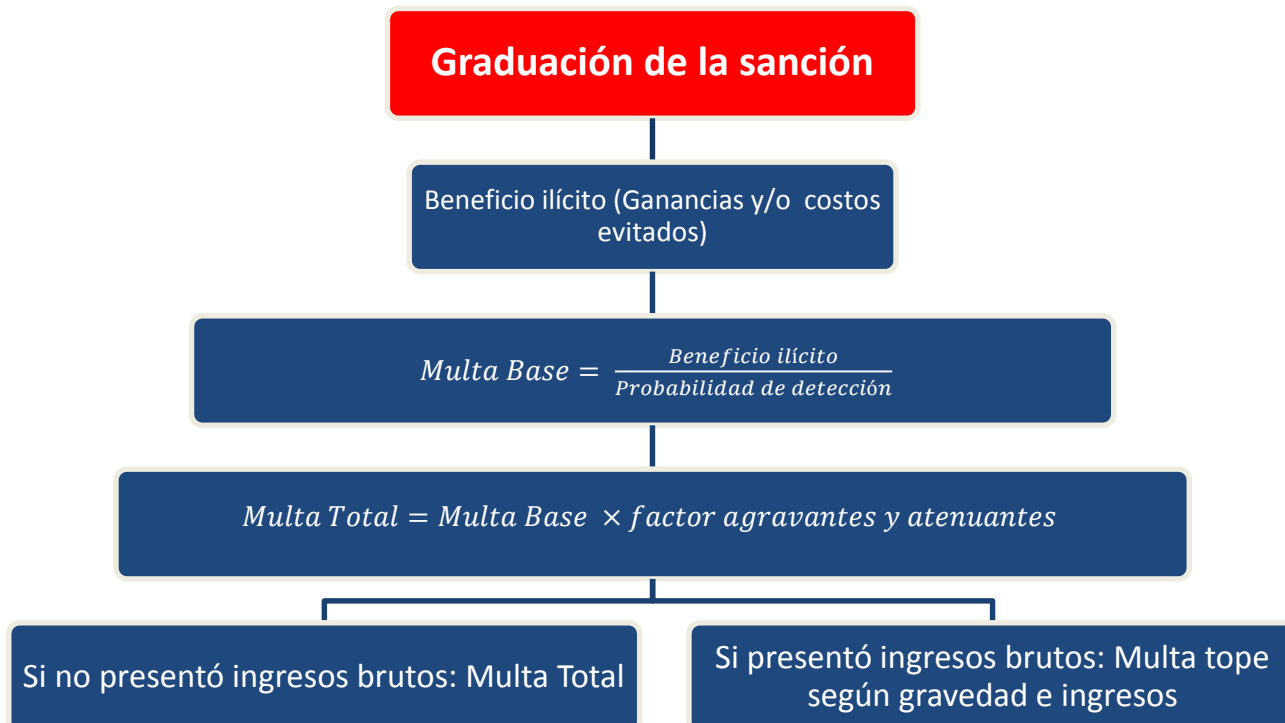 Graduación de la sanción
Beneficio ilícito (Ganancias y/o costos
evitados)
Multa Base = Beneficio ilícito / Probabilidad de detección
Multa Total = Multa Base × factor agravantes y atenuantes
Si no presentó ingresos brutos: Multa Total
Si presentó ingresos brutos: Multa tope
según gravedad e ingresos